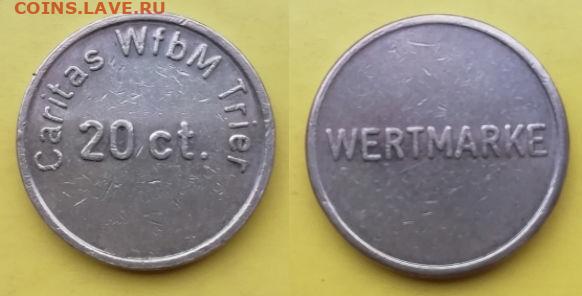 COINS.LAVE.RU
Caritas WfbM Trier
20 ct.
WERTMARKE